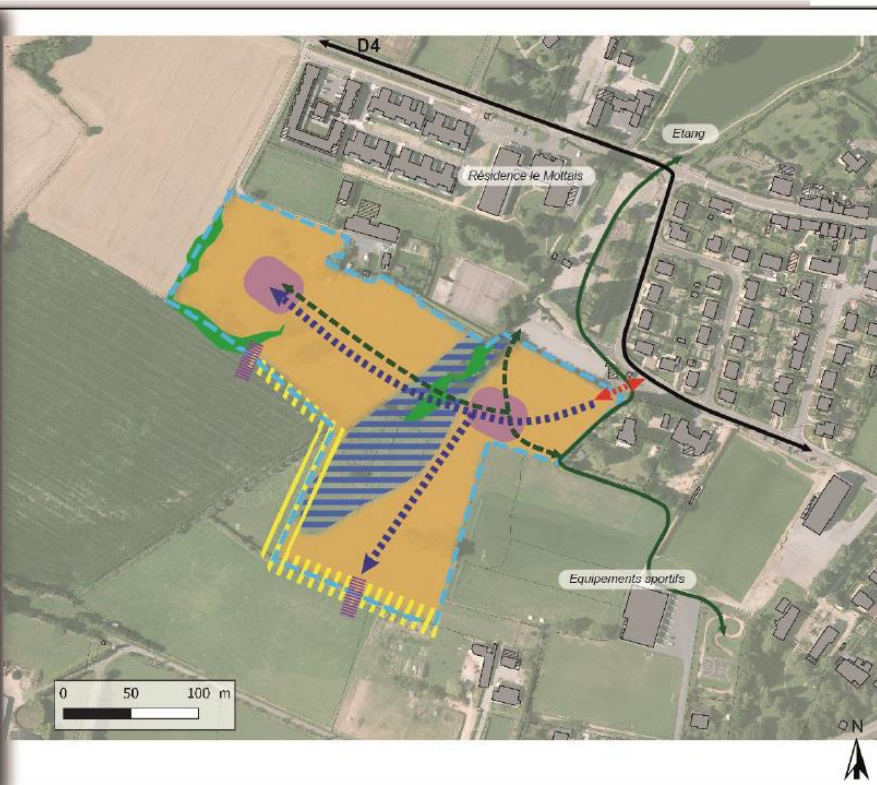 D4
Etang
Résidence le Mottais
Equipements sportifs
0 50 100 m
N